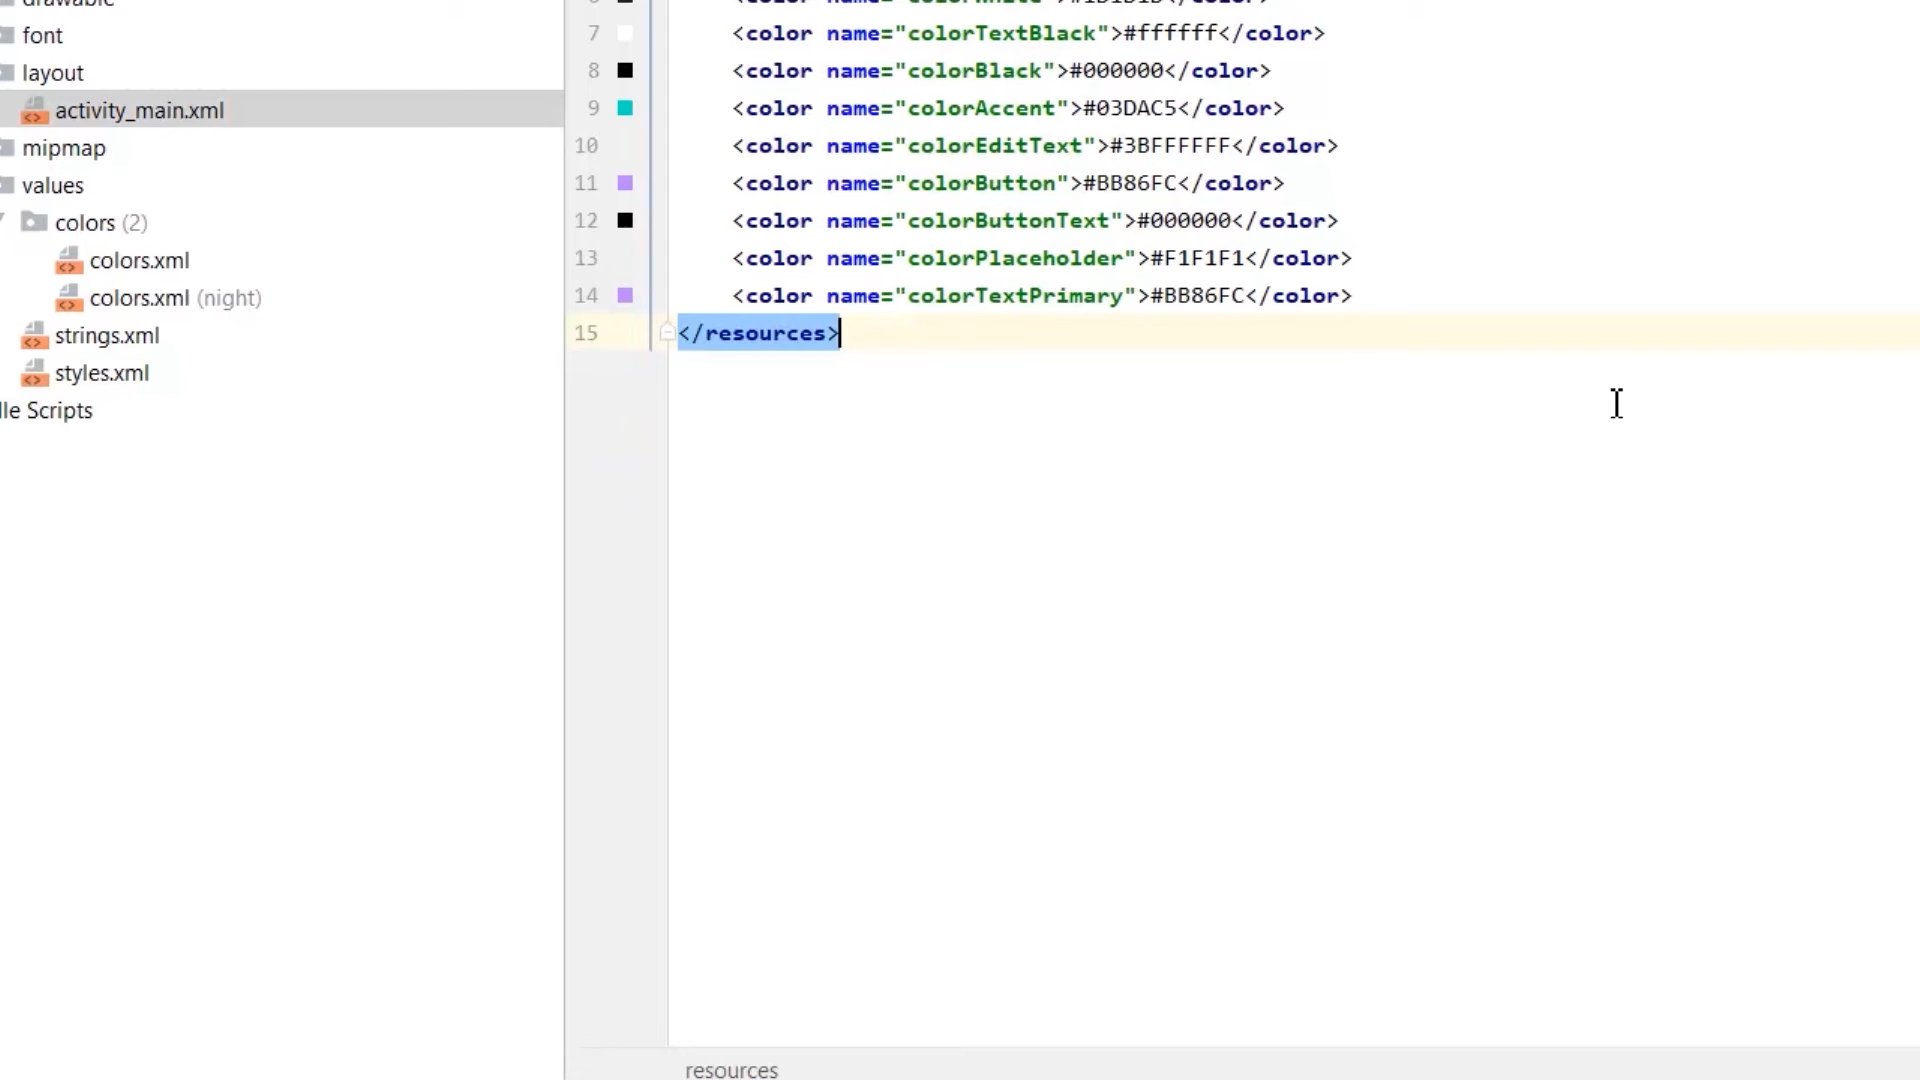 drawable
font
layout
activity_main.xml
mipmap
values
colors (2)
colors.xml
colors.xml (night)
strings.xml
styles.xml
lle Scripts
7 <color name="colorTextBlack">#ffffff</color>
8 <color name="colorBlack">#000000</color>
9 <color name="colorAccent">#03DAC5</color>
10 <color name="colorEditText">#3BFFFFFF</color>
11 <color name="colorButton">#BB86FC</color>
12 <color name="colorButtonText">#000000</color>
13 <color name="colorPlaceholder">#F1F1F1</color>
14 <color name="colorTextPrimary">#BB86FC</color>
15 </resources>
resources